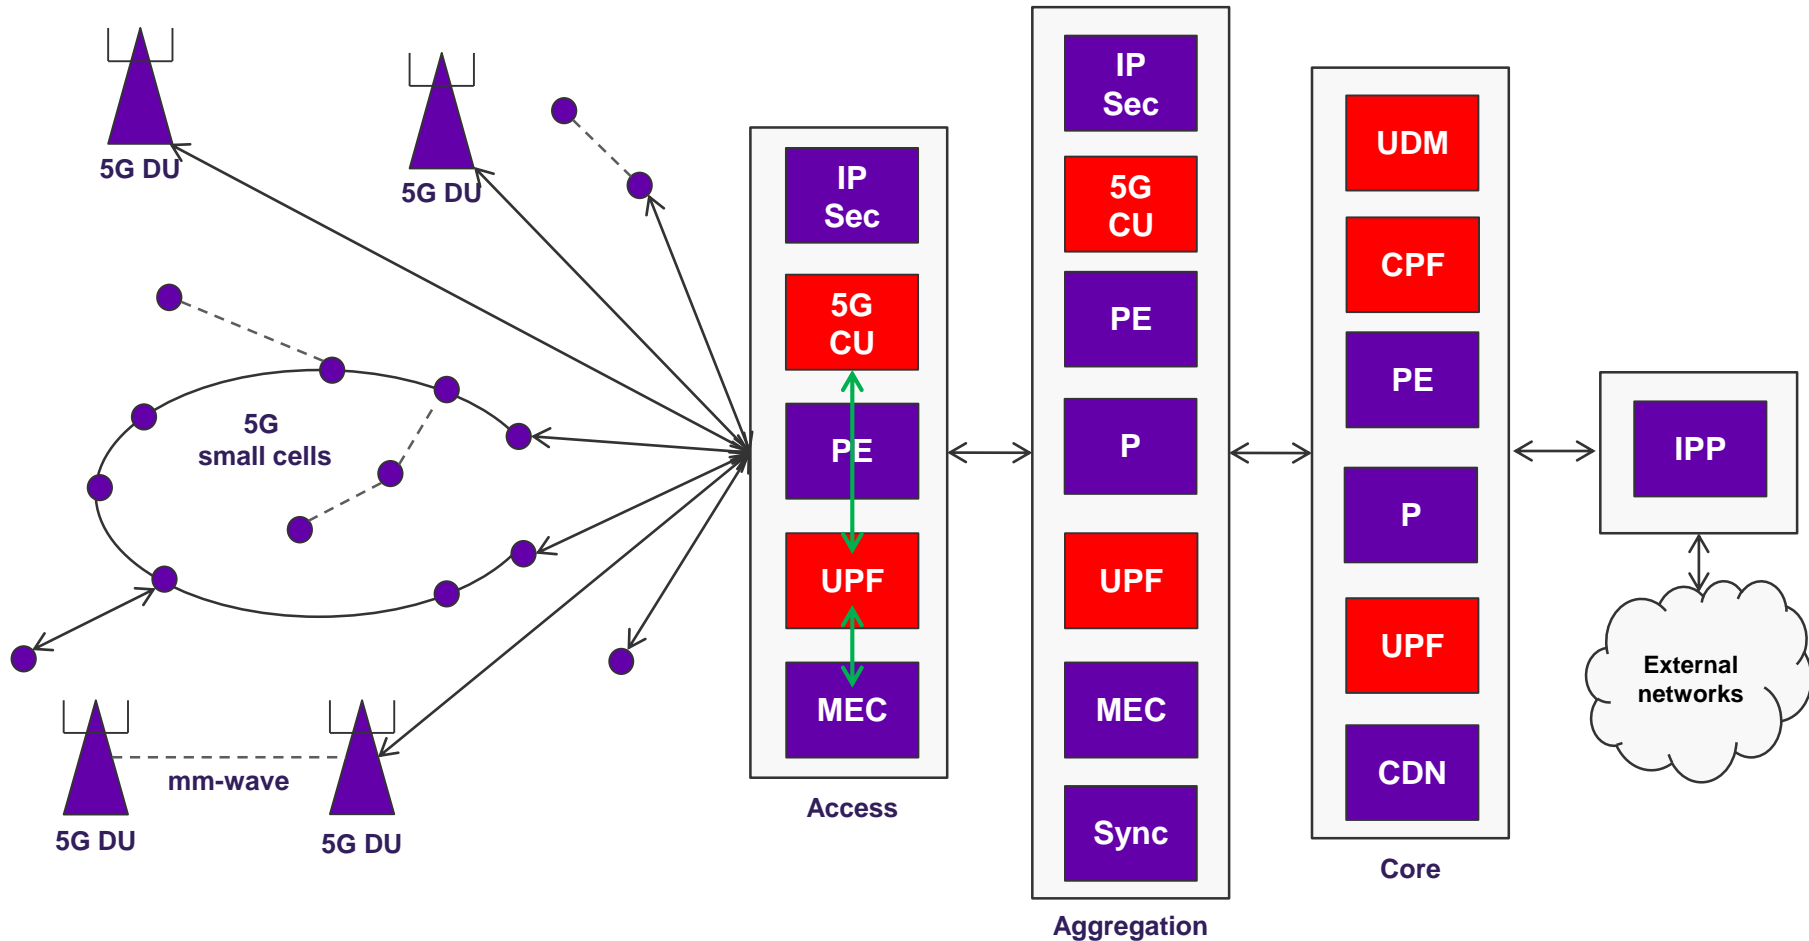 5G DU
5G DU
5G
small cells
mm-wave
5G DU
5G DU
IP
Sec
5G
CU
PE
UPF
MEC
Access
IP
Sec
5G
CU
PE
P
UPF
MEC
Sync
Aggregation
UDM
CPF
PE
P
UPF
CDN
Core
IPP
External
networks